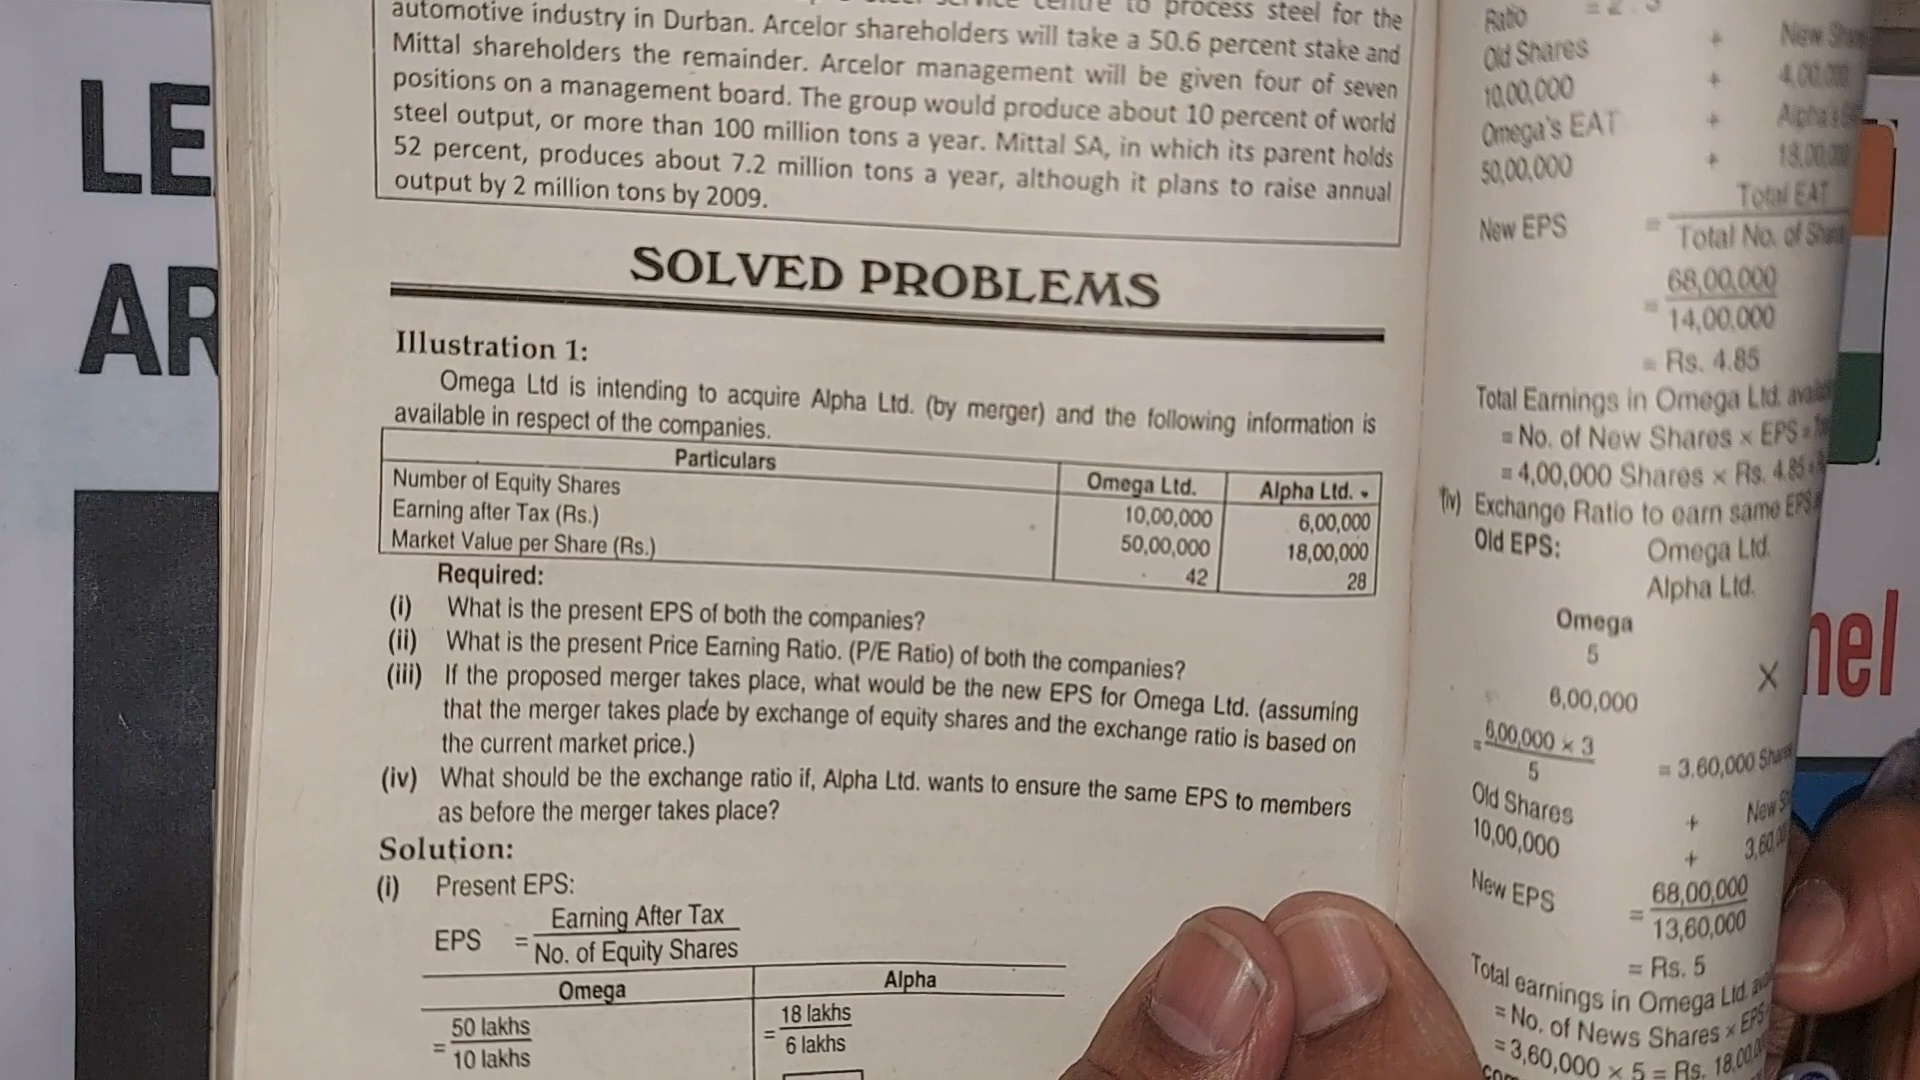 LE
AR
nel
automotive industry in Durban. Arcelor shareholders will take a 50.6 percent stake and
Mittal shareholders the remainder. Arcelor management will be given four of seven
positions on a management board. The group would produce about 10 percent of world
steel output, or more than 100 million tons a year. Mittal SA, in which its parent holds
52 percent, produces about 7.2 million tons a year, although it plans to raise annual
output by 2 million tons by 2009.
SOLVED PROBLEMS
Illustration 1:
Omega Ltd is intending to acquire Alpha Ltd. (by merger) and the following information is
available in respect of the companies.
Particulars Omega Ltd. Alpha Ltd.
Number of Equity Shares 10,00,000 6,00,000
Earning after Tax (Rs.) 50,00,000 18,00,000
Market Value per Share (Rs.) 42 28
Required:
(i) What is the present EPS of both the companies?
(ii) What is the present Price Earning Ratio. (P/E Ratio) of both the companies?
(iii) If the proposed merger takes place, what would be the new EPS for Omega Ltd. (assuming
that the merger takes place by exchange of equity shares and the exchange ratio is based on
the current market price.)
(iv) What should be the exchange ratio if, Alpha Ltd. wants to ensure the same EPS to members
as before the merger takes place?
Solution:
(i) Present EPS:
EPS = Earning After Tax
No. of Equity Shares
Omega Alpha
= 50 lakhs = 18 lakhs
10 lakhs 6 lakhs
Ratio
Old Shares + New
10,00,000 + 4,00,000
Omega's EAT +
50,00,000 + 18,00,000
New EPS = Total EAT
Total No. of
= 68,00,000
14,00,000
= Rs. 4.85
Total Earnings in Omega Ltd.
= No. of New Shares × EPS
= 4,00,000 Shares × Rs. 4.85
(iv) Exchange Ratio to earn same EPS
Old EPS: Omega Ltd.
Alpha Ltd.
Omega
5
6,00,000 X
= 6,00,000 × 3 = 3,60,000
5
Old Shares + New
10,00,000 +
New EPS = 68,00,000
13,60,000
= Rs. 5
Total earnings in Omega Ltd.
= No. of News Shares × EPS
= 3,60,000 × 5 = Rs.